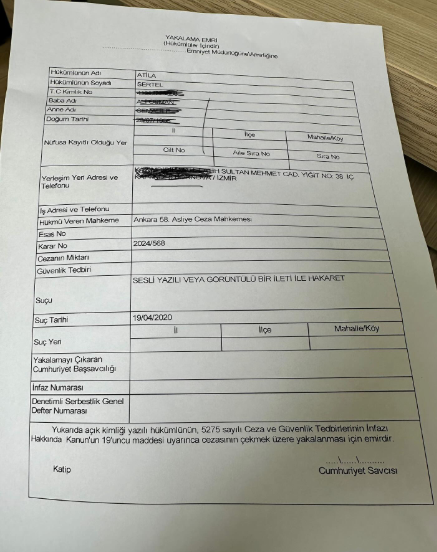 YAKALAMA EMRİ
(Hükümlüler İçindir)
Emniyet Müdürlüğüne/Amirliğine
Hükümlünün Adı ATİLA
Hükümlünün Soyadı SERTEL
T.C Kimlik No
Baba Adı
Anne Adı
Doğum Tarihi
Nüfusa Kayıtlı Olduğu Yer
İl İlçe Mahalle/Köy
Cilt No Aile Sıra No Sıra No
Yerleşim Yeri Adresi ve Telefonu
SULTAN MEHMET CAD. YİĞİT NO: 38 İÇ
İZMİR
İş Adresi ve Telefonu
Hükmü Veren Mahkeme Ankara 58. Asliye Ceza Mahkemesi
Esas No
Karar No 2024/568
Cezanın Miktarı
Güvenlik Tedbiri
Suçu SESLİ YAZILI VEYA GÖRÜNTÜLÜ BİR İLETİ İLE HAKARET
Suç Tarihi 19/04/2020
Suç Yeri
İl İlçe Mahalle/Köy
Yakalamayı Çıkaran
Cumhuriyet Başsavcılığı
İnfaz Numarası
Denetimli Serbestlik Genel
Defter Numarası
Yukarıda açık kimliği yazılı hükümlünün, 5275 sayılı Ceza ve Güvenlik Tedbirlerinin İnfazı
Hakkında Kanun'un 19'uncu maddesi uyarınca cezasının çekmek üzere yakalanması için emirdir.
..\..\....
Katip Cumhuriyet Savcısı